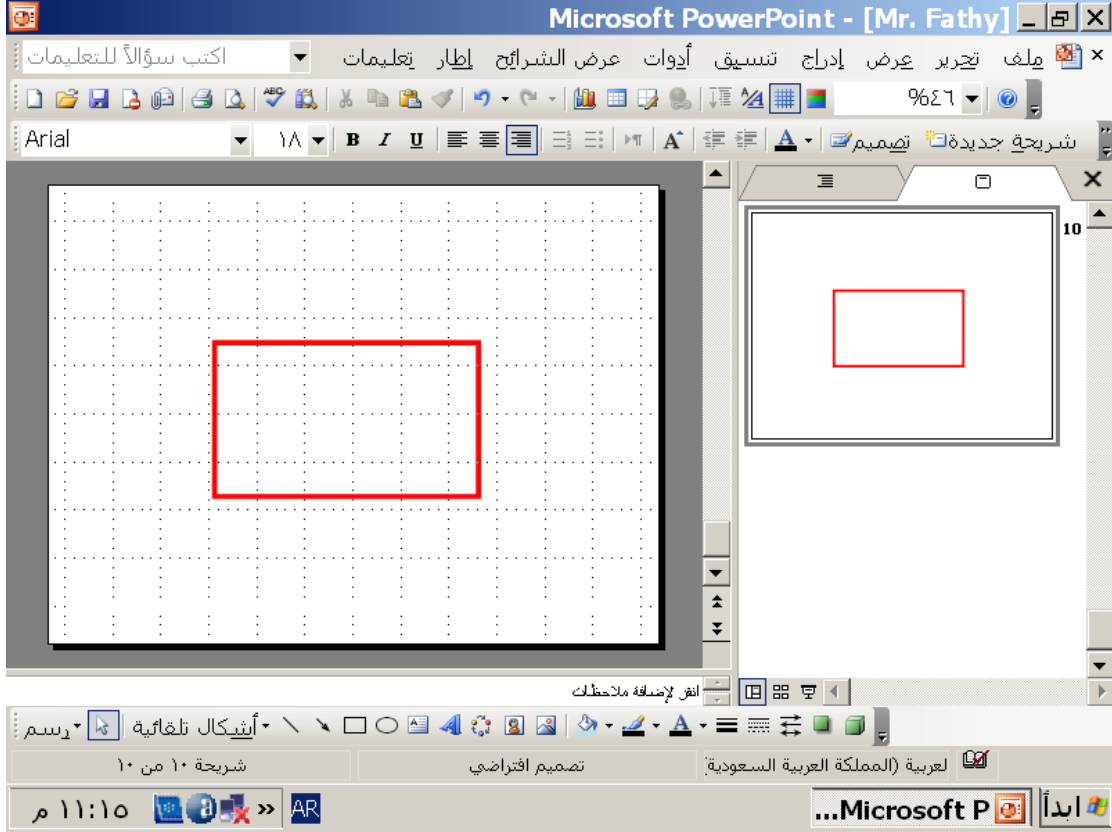 Microsoft PowerPoint - [Mr. Fathy]
ملف تحرير عرض إدراج تنسيق أدوات عرض الشرائح إطار تعليمات اكتب سؤالاً للتعليمات
%٤٦
Arial ١٨ B I U A A شريحة جديدة تصميم
10
انقر لإضافة ملاحظات
رسم أشكال تلقائية A A
شريحة ١٠ من ١٠ تصميم افتراضي لعربية (المملكة العربية السعودية)
ابدأ Microsoft P... AR ١١:١٥ م